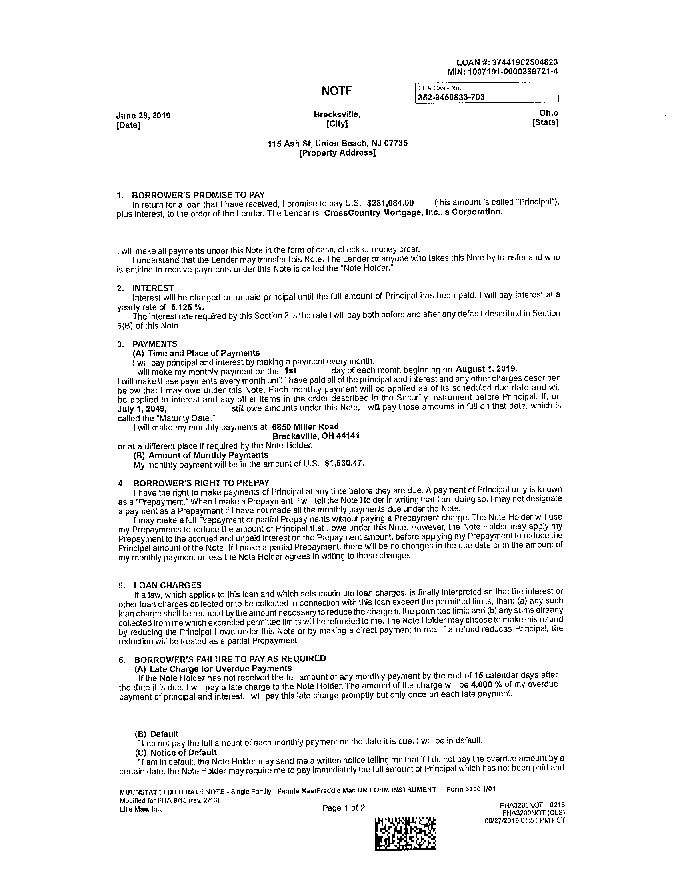 LOAN #: 37441902504823
MIN: 1007191-0000388721-4
NOTE
FHA Case No.
352-9460833-703
June 28, 2019
[Date]
Brecksville,
[City]
Ohio
[State]
115 Ash St, Union Beach, NJ 07735
[Property Address]
1. BORROWER'S PROMISE TO PAY
In return for a loan that I have received, I promise to pay U.S. (this amount is called "Principal"),
plus interest, to the order of the Lender. The Lender is CrossCountry Mortgage, Inc., a Corporation.
I will make all payments under this Note in the form of cash, check or money order.
I understand that the Lender may transfer this Note. The Lender or anyone who takes this Note by transfer and who
is entitled to receive payments under this Note is called the "Note Holder."
2. INTEREST
Interest will be charged on unpaid principal until the full amount of Principal has been paid. I will pay interest at a
yearly rate of 5.125 %.
The interest rate required by this Section 2 is the rate I will pay both before and after any default described in Section
6(B) of this Note.
3. PAYMENTS
(A) Time and Place of Payments
I will pay principal and interest by making a payment every month.
I will make my monthly payment on the 1st day of each month beginning on August 1, 2019.
I will make these payments every month until I have paid all of the principal and interest and any other charges described
below that I may owe under this Note. Each monthly payment will be applied as of its scheduled due date and will
be applied to interest and any other items in the order described in the Security Instrument before Principal. If, on
July 1, 2049, I still owe amounts under this Note, I will pay those amounts in full on that date, which is
called the "Maturity Date."
I will make my monthly payments at 6850 Miller Road
Brecksville, OH 44141
or at a different place if required by the Note Holder.
(B) Amount of Monthly Payments
My monthly payment will be in the amount of U.S. $1,530.47.
4. BORROWER'S RIGHT TO PREPAY
I have the right to make payments of Principal at any time before they are due. A payment of Principal only is known
as a "Prepayment." When I make a Prepayment, I will tell the Note Holder in writing that I am doing so. I may not designate
a payment as a Prepayment if I have not made all the monthly payments due under the Note.
I may make a full Prepayment or partial Prepayments without paying a Prepayment charge. The Note Holder will use
my Prepayments to reduce the amount of Principal that I owe under this Note. However, the Note Holder may apply my
Prepayment to the accrued and unpaid interest on the Prepayment amount, before applying my Prepayment to reduce the
Principal amount of the Note. If I make a partial Prepayment, there will be no changes in the due date or in the amount of
my monthly payment unless the Note Holder agrees in writing to those changes.
5. LOAN CHARGES
If a law, which applies to this loan and which sets maximum loan charges, is finally interpreted so that the interest or
other loan charges collected or to be collected in connection with this loan exceed the permitted limits, then: (a) any such
loan charge shall be reduced by the amount necessary to reduce the charge to the permitted limit; and (b) any sums already
collected from me which exceeded permitted limits will be refunded to me. The Note Holder may choose to make this refund
by reducing the Principal I owe under this Note or by making a direct payment to me. If a refund reduces Principal, the
reduction will be treated as a partial Prepayment.
6. BORROWER'S FAILURE TO PAY AS REQUIRED
(A) Late Charge for Overdue Payments
If the Note Holder has not received the full amount of any monthly payment by the end of 15 calendar days after
the date it is due, I will pay a late charge to the Note Holder. The amount of the charge will be 4.000 % of my overdue
payment of principal and interest. I will pay this late charge promptly but only once on each late payment.
(B) Default
If I do not pay the full amount of each monthly payment on the date it is due, I will be in default.
(C) Notice of Default
If I am in default, the Note Holder may send me a written notice telling me that if I do not pay the overdue amount by a
certain date, the Note Holder may require me to pay immediately the full amount of Principal which has not been paid and
MULTISTATE FIXED RATE NOTE - Single Family - Fannie Mae/Freddie Mac UNIFORM INSTRUMENT Form 3200 1/01
Modified for FHA
Ellie Mae, Inc.
Page 1 of 2
FHA3200NOT 0216
FHA3200NOT (CLS)